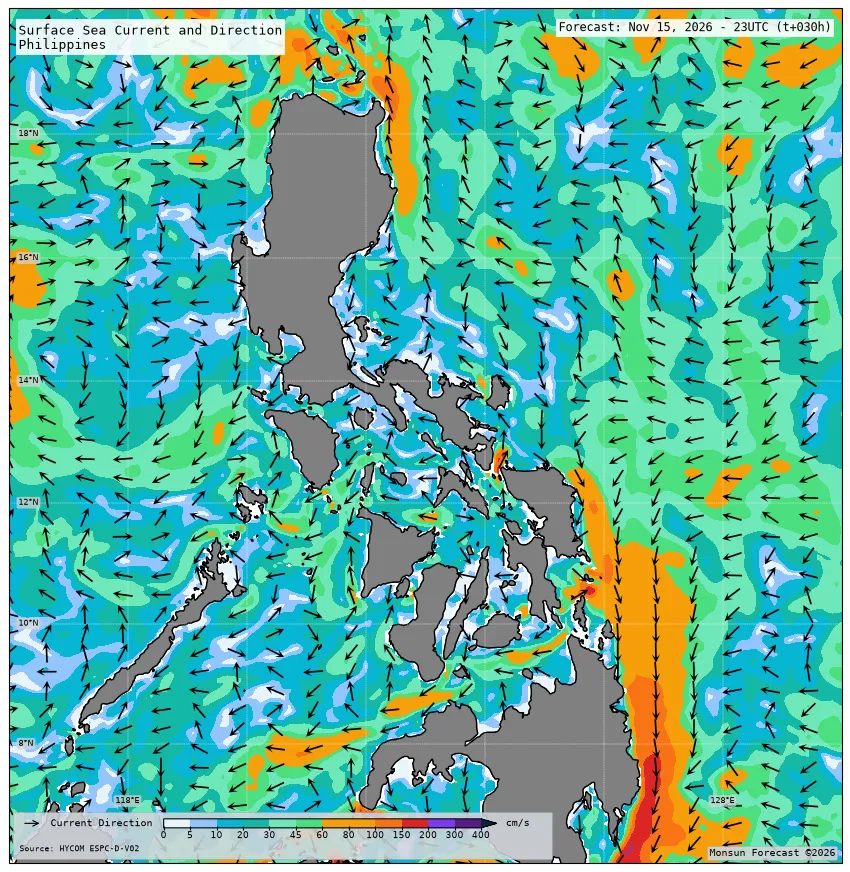 Surface Sea Current and Direction
Philippines
Forecast: Nov 15, 2026 - 23UTC (t+030h)
18°N
16°N
14°N
12°N
10°N
8°N
118°E
128°E
Current Direction
0 5 10 20 30 45 60 80 100 150 200 300 400 cm/s
Source: HYCOM ESPC-D-V02
Monsun Forecast ©2026